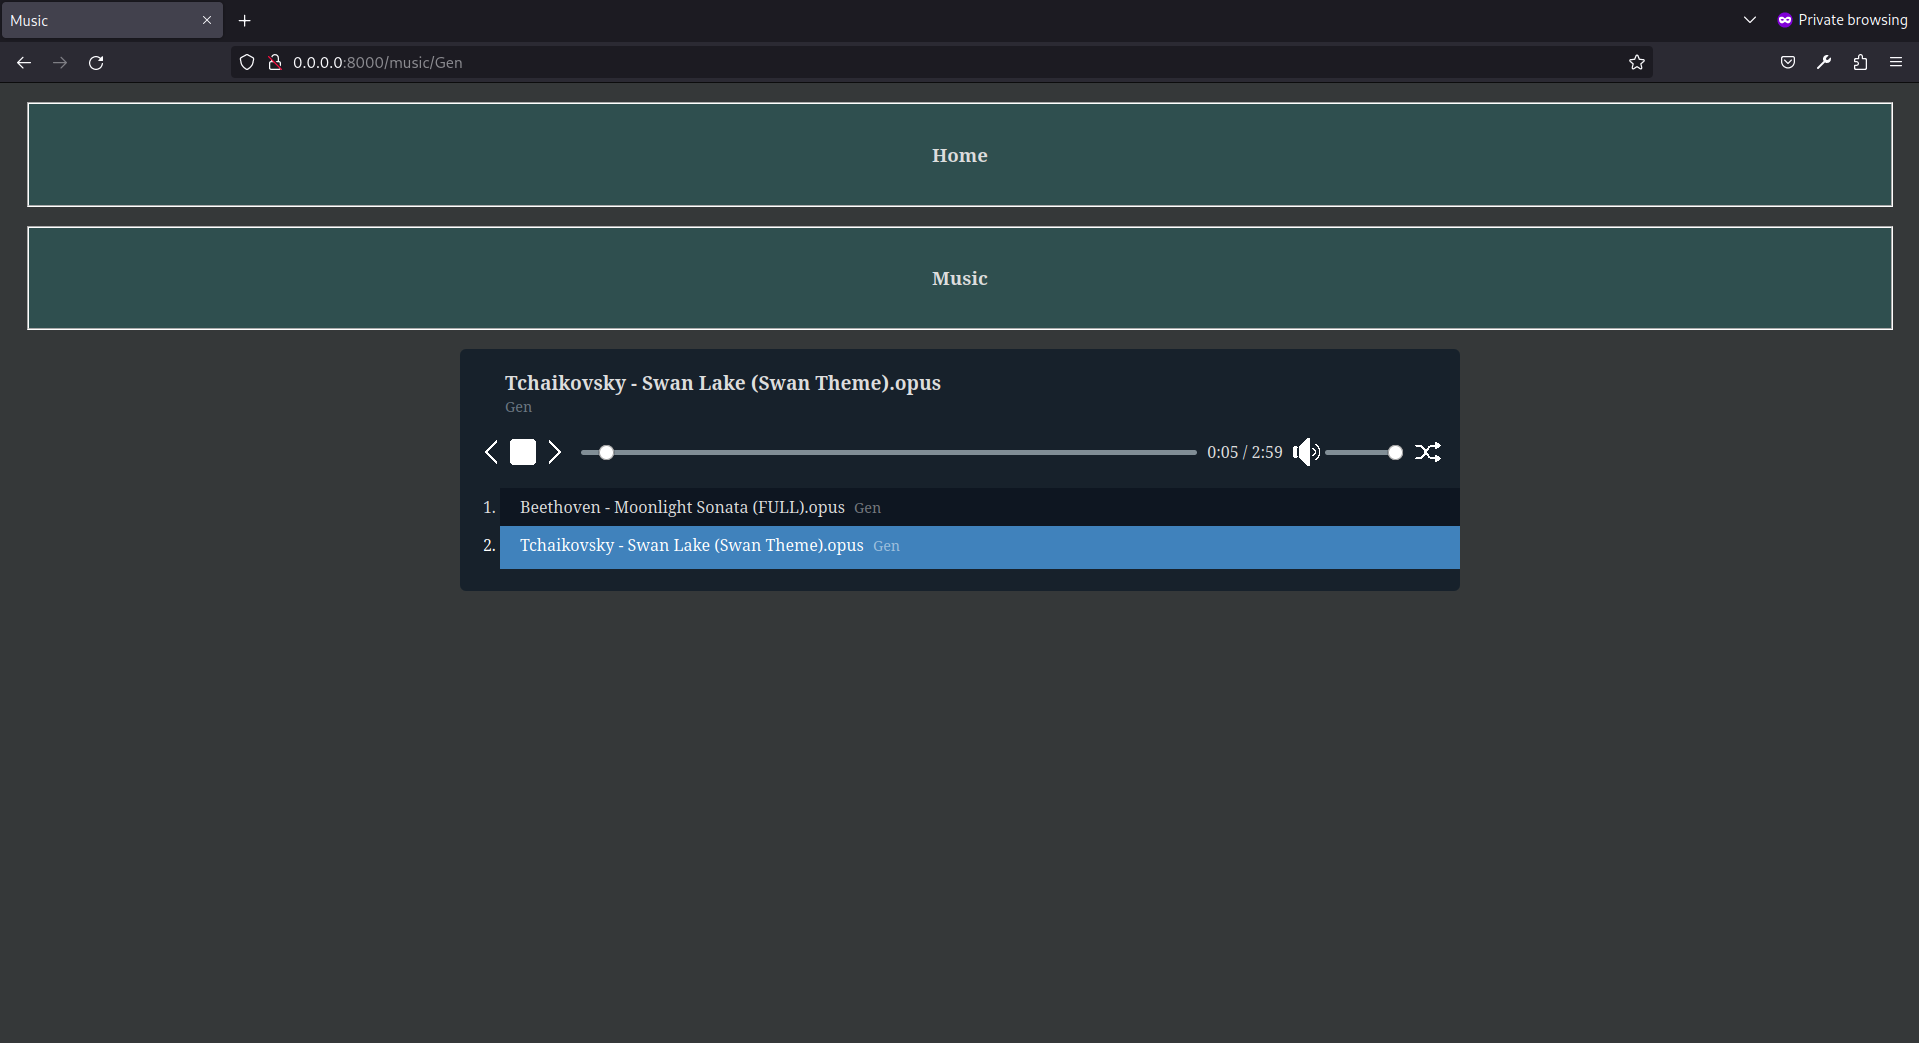 Music
Private browsing
0.0.0.0:8000/music/Gen
Home
Music
Tchaikovsky - Swan Lake (Swan Theme).opus
Gen
0:05 / 2:59
1. Beethoven - Moonlight Sonata (FULL).opus Gen
2. Tchaikovsky - Swan Lake (Swan Theme).opus Gen